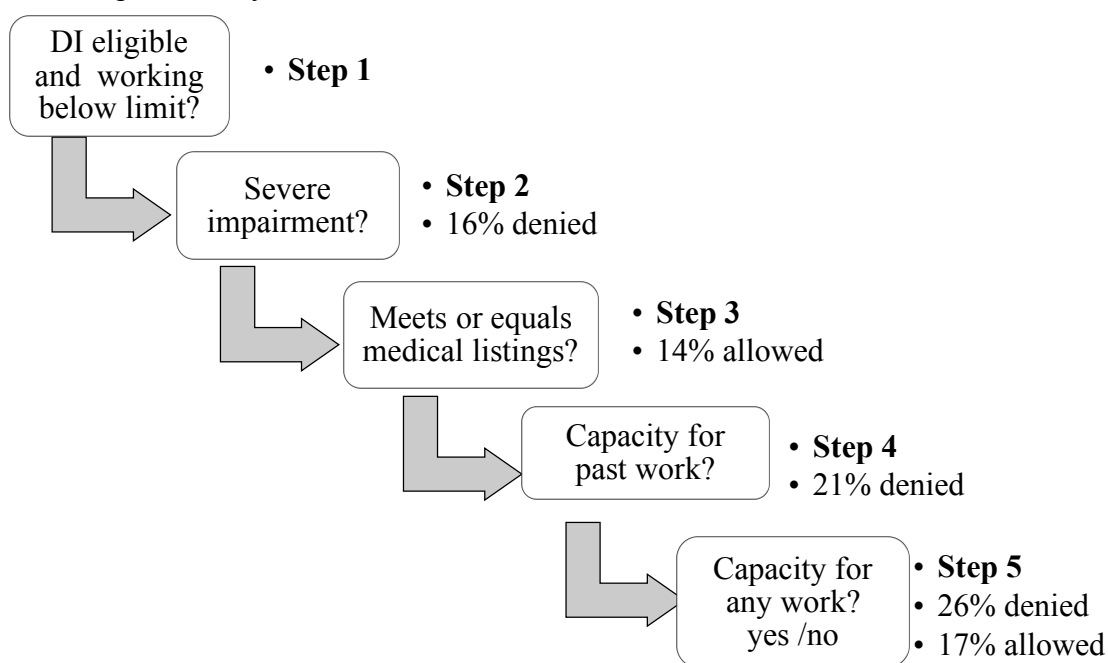 DI eligible
and working
below limit?
• Step 1
Severe
impairment?
• Step 2
• 16% denied
Meets or equals
medical listings?
• Step 3
• 14% allowed
Capacity for
past work?
• Step 4
• 21% denied
Capacity for
any work?
yes /no
• Step 5
• 26% denied
• 17% allowed